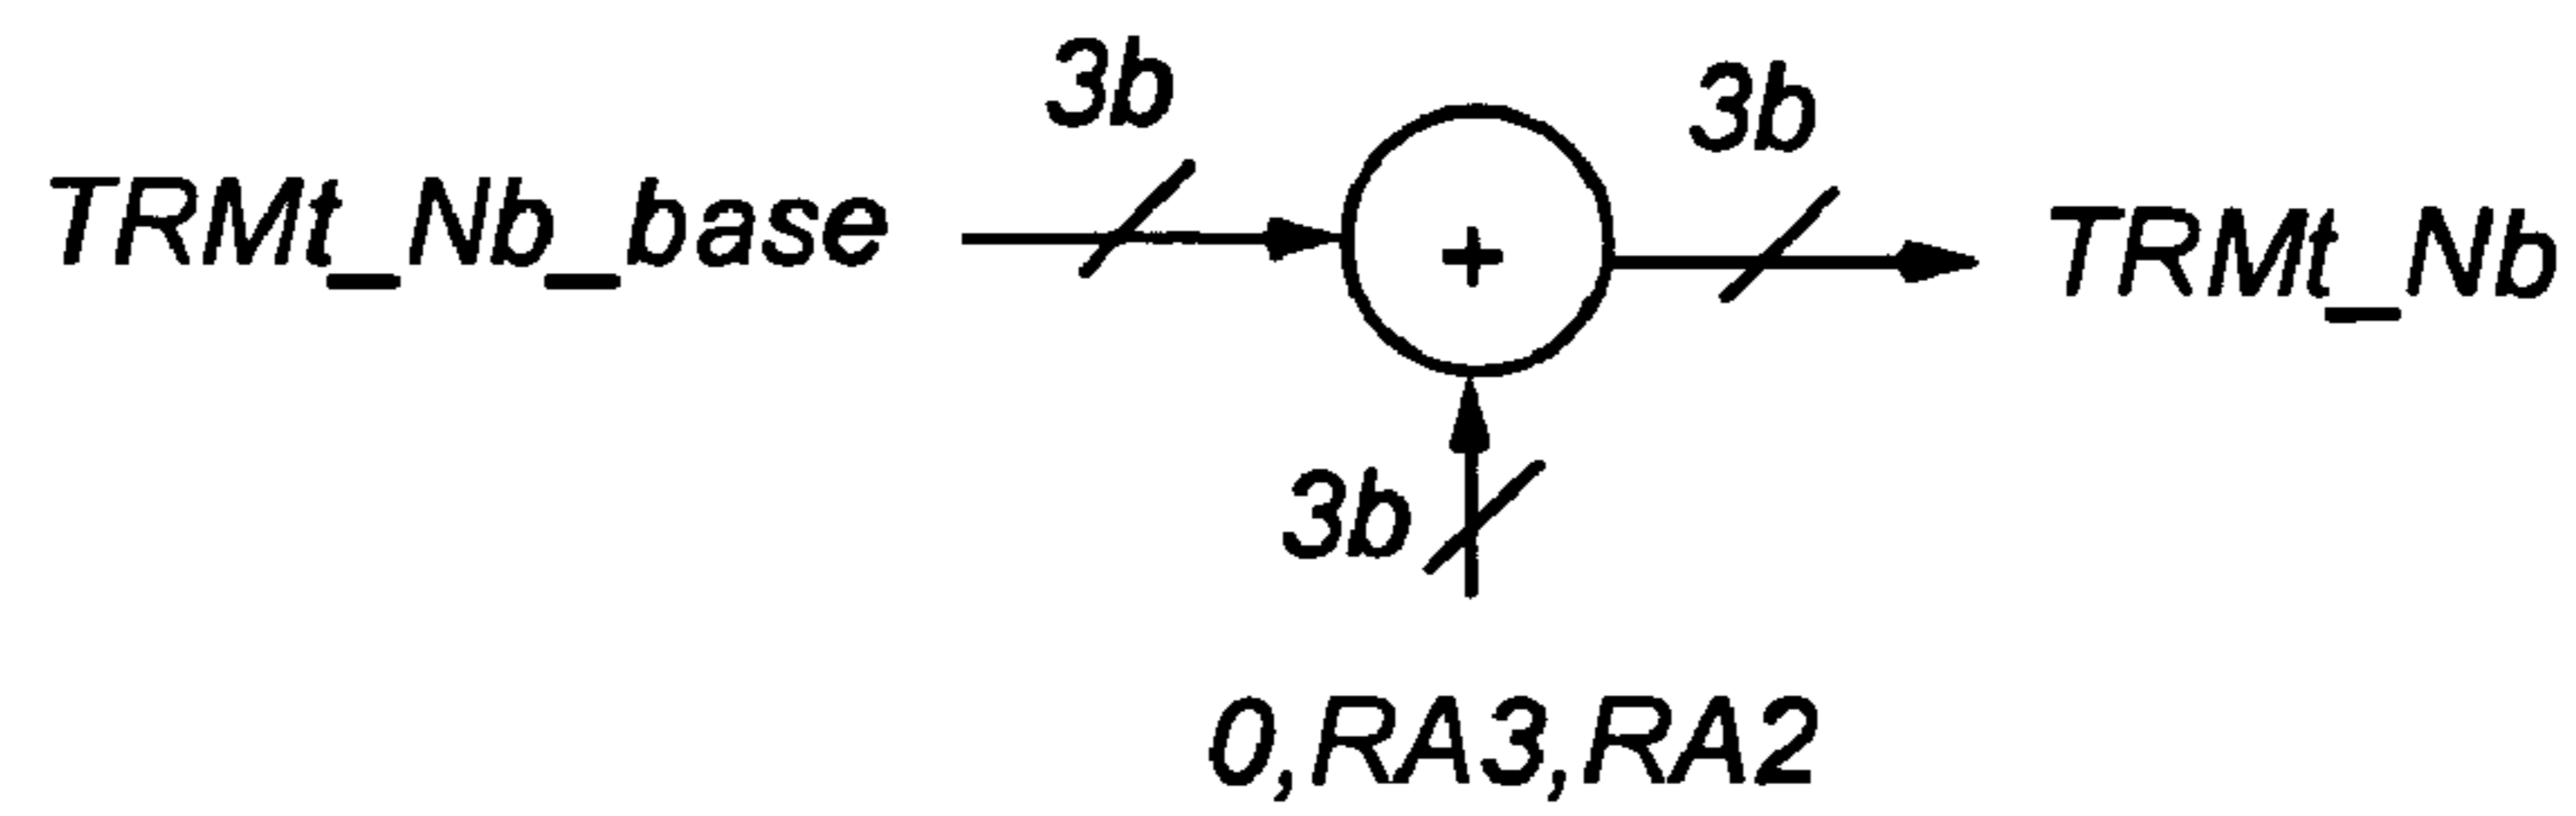 3b
3b
TRMt_Nb_base
+
TRMt_Nb
3b
0,RA3,RA2